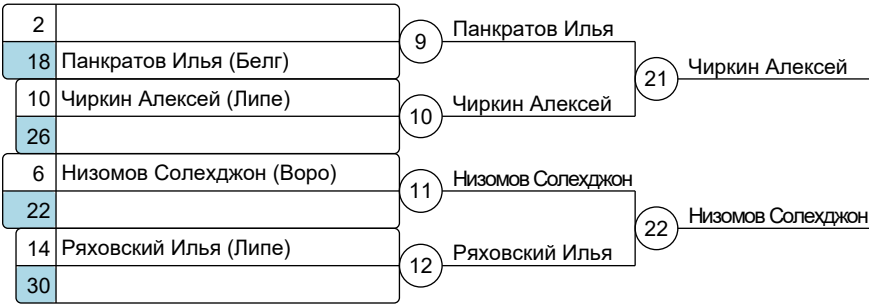 2
18 Панкратов Илья (Белг)
10 Чиркин Алексей (Липе)
26
6 Низомов Солехджон (Воро)
22
14 Ряховский Илья (Липе)
30
9 Панкратов Илья
10 Чиркин Алексей
11 Низомов Солехджон
12 Ряховский Илья
21 Чиркин Алексей
22 Низомов Солехджон